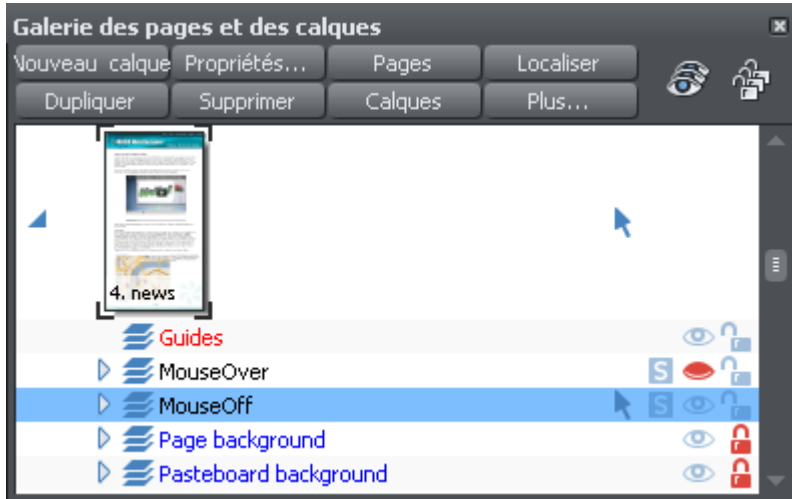 Galerie des pages et des calques
Nouveau calque Propriétés... Pages Localiser
Dupliquer Supprimer Calques Plus...
4. news
Guides
MouseOver S
MouseOff S
Page background
Pasteboard background